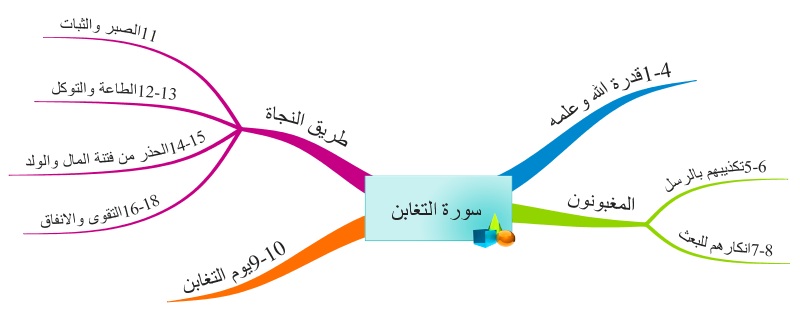 سورة التغابن
1-4قدرة الله وعلمه
المغبونون
5-6تكذيبهم بالرسل
7-8انكارهم للبعث
9-10يوم التغابن
طريق النجاة
11الصبر والثبات
12-13الطاعة والتوكل
14-15الحذر من فتنة المال والولد
16-18التقوى والانفاق